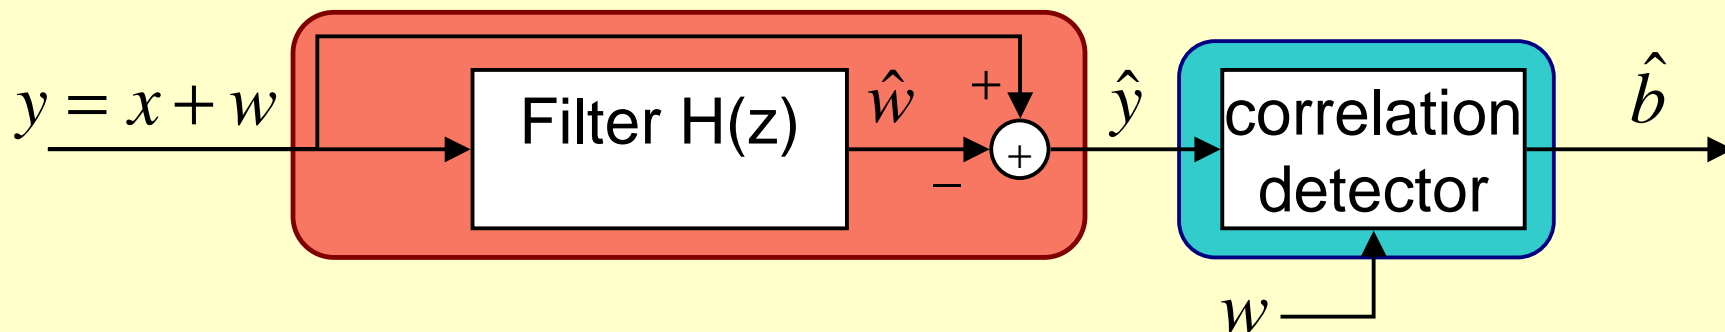 y = x + w
Filter H(z)
ŵ
+
−
+
ŷ
correlation
detector
w
b̂